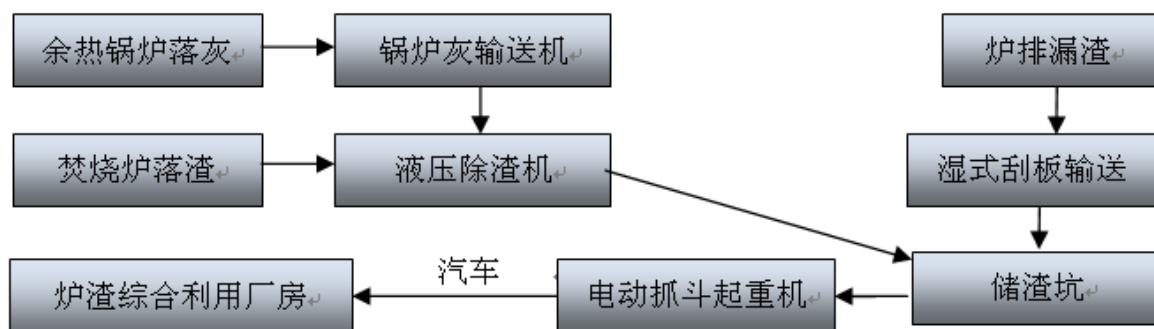 余热锅炉落灰
锅炉灰输送机
炉排漏渣
焚烧炉落渣
液压除渣机
湿式刮板输送
汽车
炉渣综合利用厂房
电动抓斗起重机
储渣坑